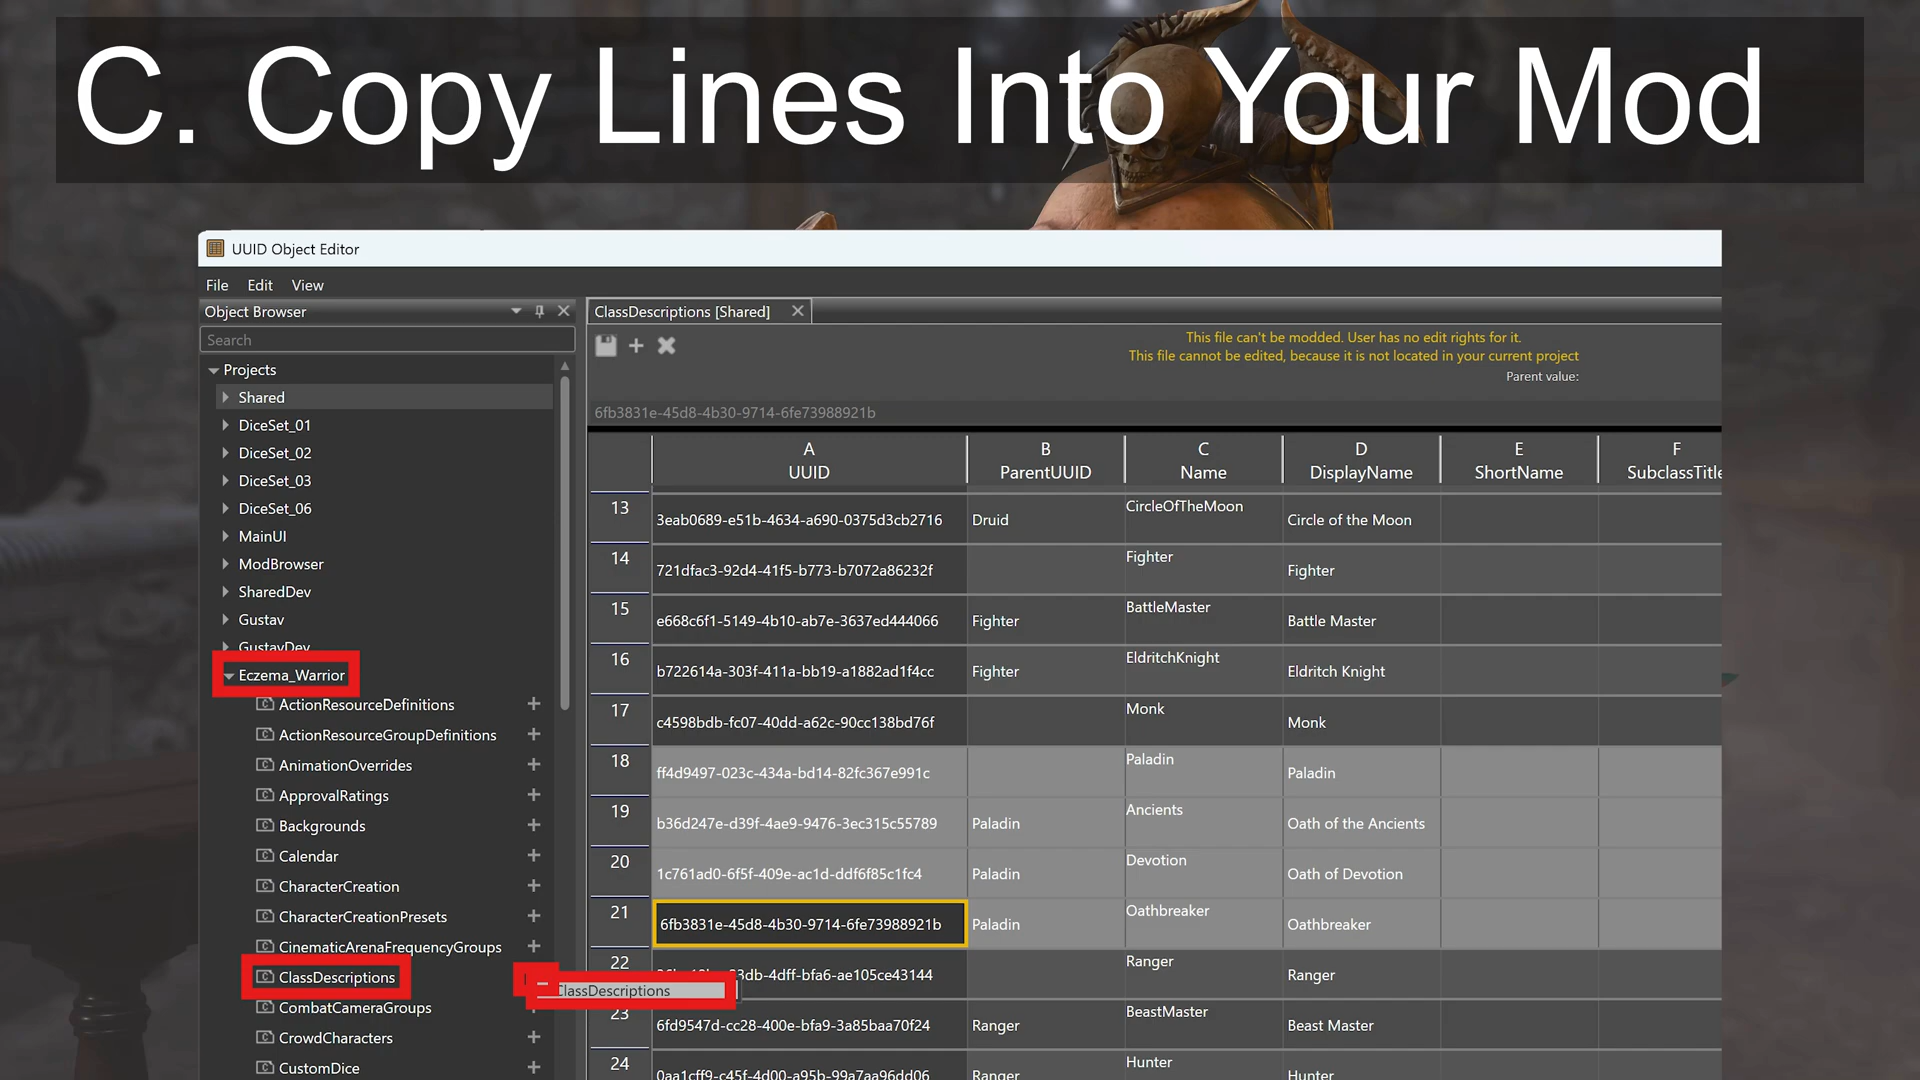 C. Copy Lines Into Your Mod
UUID Object Editor
File Edit View
Object Browser
Search
Projects
Shared
DiceSet_01
DiceSet_02
DiceSet_03
DiceSet_06
MainUI
ModBrowser
SharedDev
Gustav
GustavDev
Eczema_Warrior
ActionResourceDefinitions
ActionResourceGroupDefinitions
AnimationOverrides
ApprovalRatings
Backgrounds
Calendar
CharacterCreation
CharacterCreationPresets
CinematicArenaFrequencyGroups
ClassDescriptions
CombatCameraGroups
CrowdCharacters
CustomDice
ClassDescriptions
ClassDescriptions [Shared]
This file can't be modded. User has no edit rights for it.
This file cannot be edited, because it is not located in your current project
Parent value:
6fb3831e-45d8-4b30-9714-6fe73988921b
A B C D E F
UUID ParentUUID Name DisplayName ShortName SubclassTitle
13 3eab0689-e51b-4634-a690-0375d3cb2716 Druid CircleOfTheMoon Circle of the Moon
14 721dfac3-92d4-41f5-b773-b7072a86232f Fighter Fighter
15 e668c6f1-5149-4b10-ab7e-3637ed444066 Fighter BattleMaster Battle Master
16 b722614a-303f-411a-bb19-a1882ad1f4cc Fighter EldritchKnight Eldritch Knight
17 c4598bdb-fc07-40dd-a62c-90cc138bd76f Monk Monk
18 ff4d9497-023c-434a-bd14-82fc367e991c Paladin Paladin
19 b36d247e-d39f-4ae9-9476-3ec315c55789 Paladin Ancients Oath of the Ancients
20 1c761ad0-6f5f-409e-ac1d-ddf6f85c1fc4 Paladin Devotion Oath of Devotion
21 6fb3831e-45d8-4b30-9714-6fe73988921b Paladin Oathbreaker Oathbreaker
22 3db-4dff-bfa6-ae105ce43144 Ranger Ranger
23 6fd9547d-cc28-400e-bfa9-3a85baa70f24 Ranger BeastMaster Beast Master
24 0aa1cff9-c45f-4d00-a95b-99a7aa96dd06 Ranger Hunter Hunter